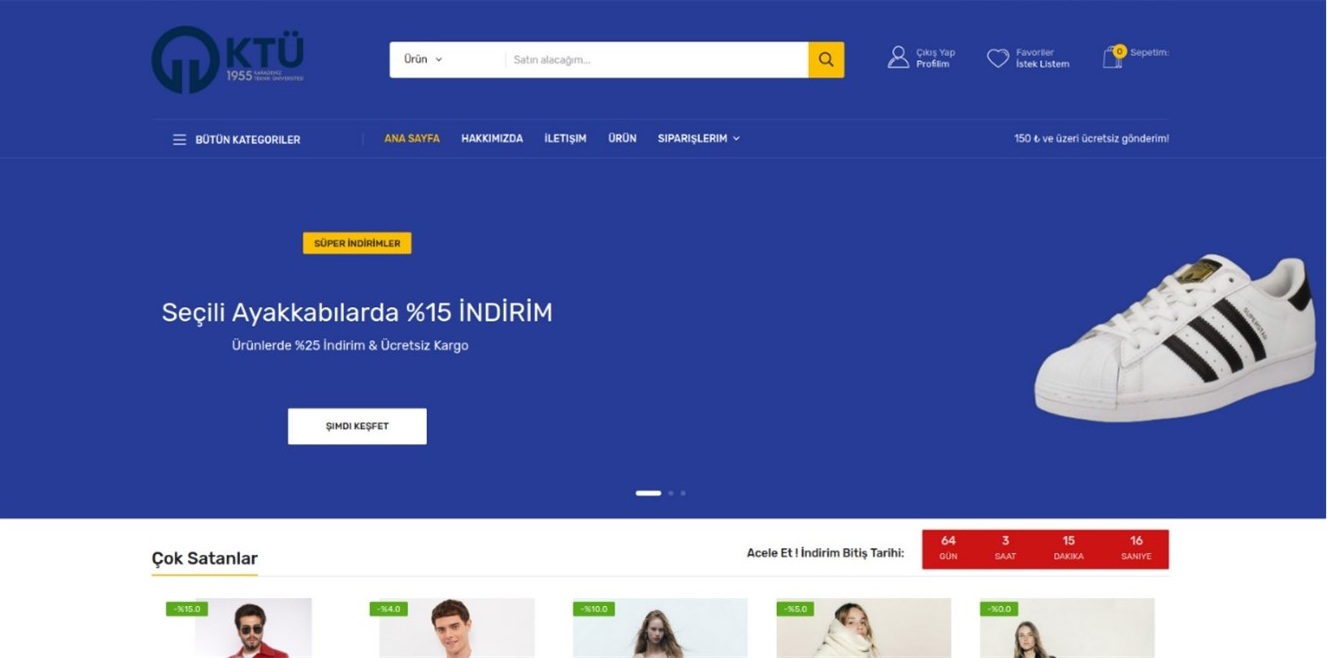 KTÜ
1955 KARADENİZ
TEKNİK ÜNİVERSİTESİ
Ürün
Satın alacağım...
Çıkış Yap
Profilim
Favoriler
İstek Listem
0
Sepetim:
BÜTÜN KATEGORILER
ANA SAYFA
HAKKIMIZDA
İLETIŞIM
ÜRÜN
SIPARIŞLERIM
150 ₺ ve üzeri ücretsiz gönderim!
SÜPER İNDİRİMLER
Seçili Ayakkabılarda %15 İNDİRİM
Ürünlerde %25 İndirim & Ücretsiz Kargo
ŞIMDI KEŞFET
SUPERSTAR
Çok Satanlar
Acele Et ! İndirim Bitiş Tarihi:
64 3 15 16
GÜN SAAT DAKIKA SANIYE
-%15.0
-%4.0
-%10.0
-%5.0
-%0.0